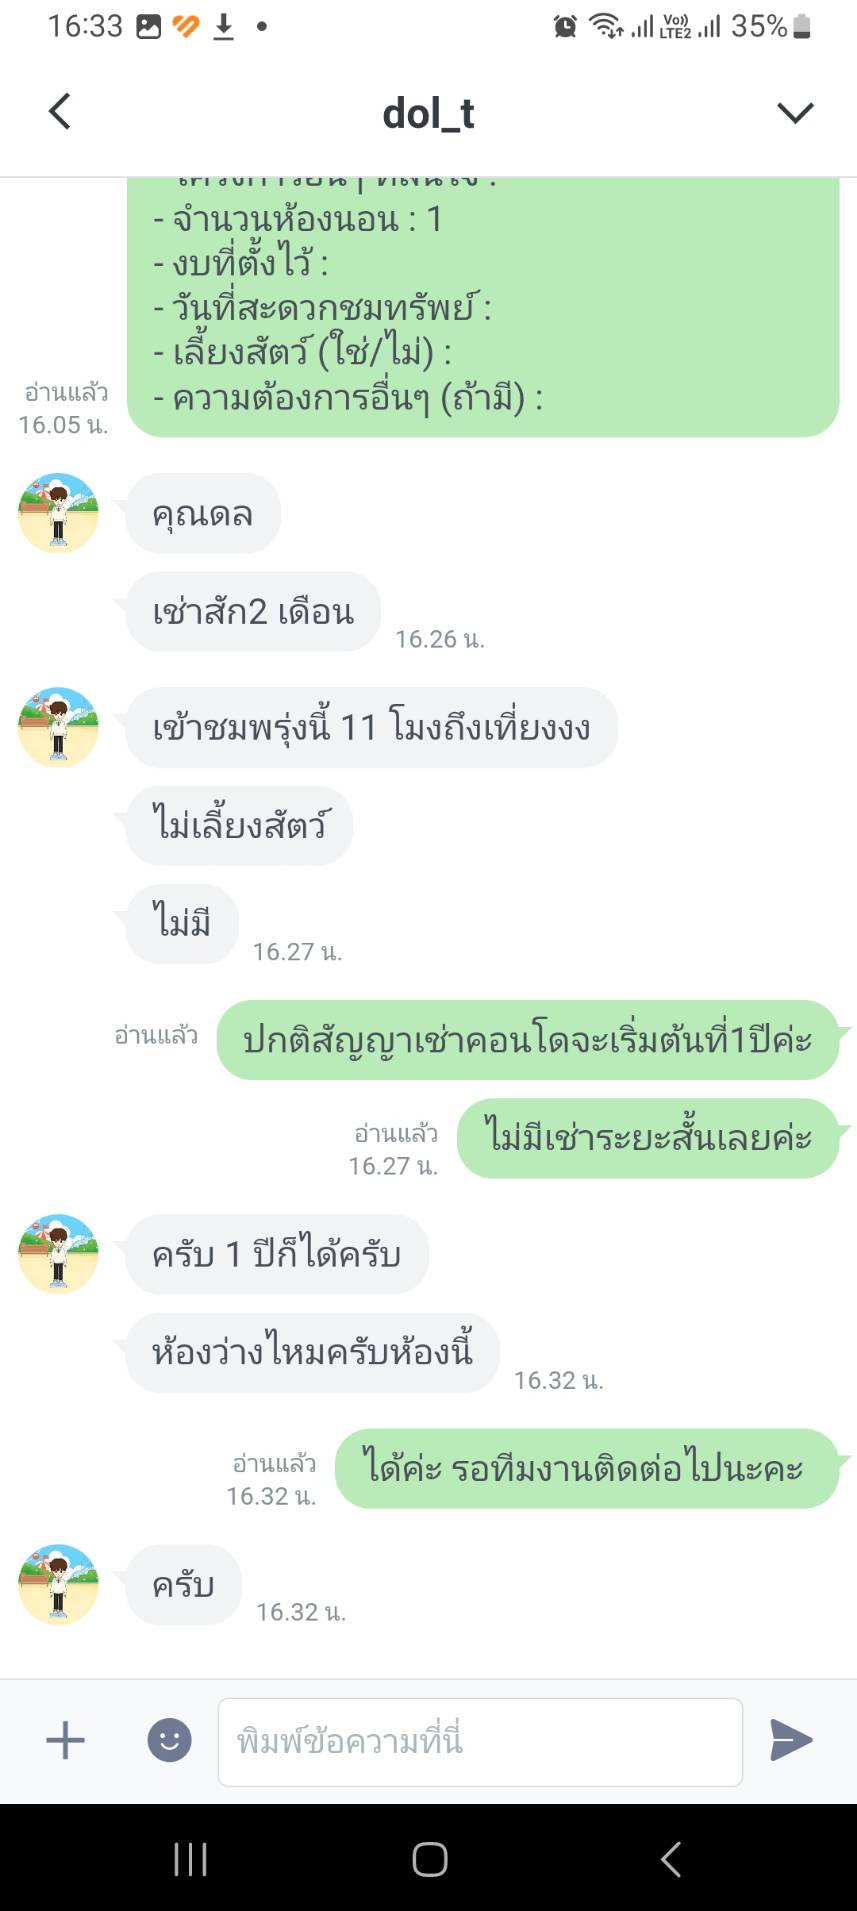 16:33
Vo)) LTE2 35%
dol_t
- จำนวนห้องนอน : 1
- งบที่ตั้งไว้ :
- วันที่สะดวกชมทรัพย์ :
- เลี้ยงสัตว์ (ใช่/ไม่) :
- ความต้องการอื่นๆ (ถ้ามี) :
อ่านแล้ว
16.05 น.
คุณดล
เช่าสัก2 เดือน
16.26 น.
เข้าชมพรุ่งนี้ 11 โมงถึงเที่ยงงง
ไม่เลี้ยงสัตว์
ไม่มี
16.27 น.
อ่านแล้ว
ปกติสัญญาเช่าคอนโดจะเริ่มต้นที่1ปีค่ะ
อ่านแล้ว
16.27 น.
ไม่มีเช่าระยะสั้นเลยค่ะ
ครับ 1 ปีก็ได้ครับ
ห้องว่างไหมครับห้องนี้
16.32 น.
อ่านแล้ว
16.32 น.
ได้ค่ะ รอทีมงานติดต่อไปนะคะ
ครับ
16.32 น.
พิมพ์ข้อความที่นี่